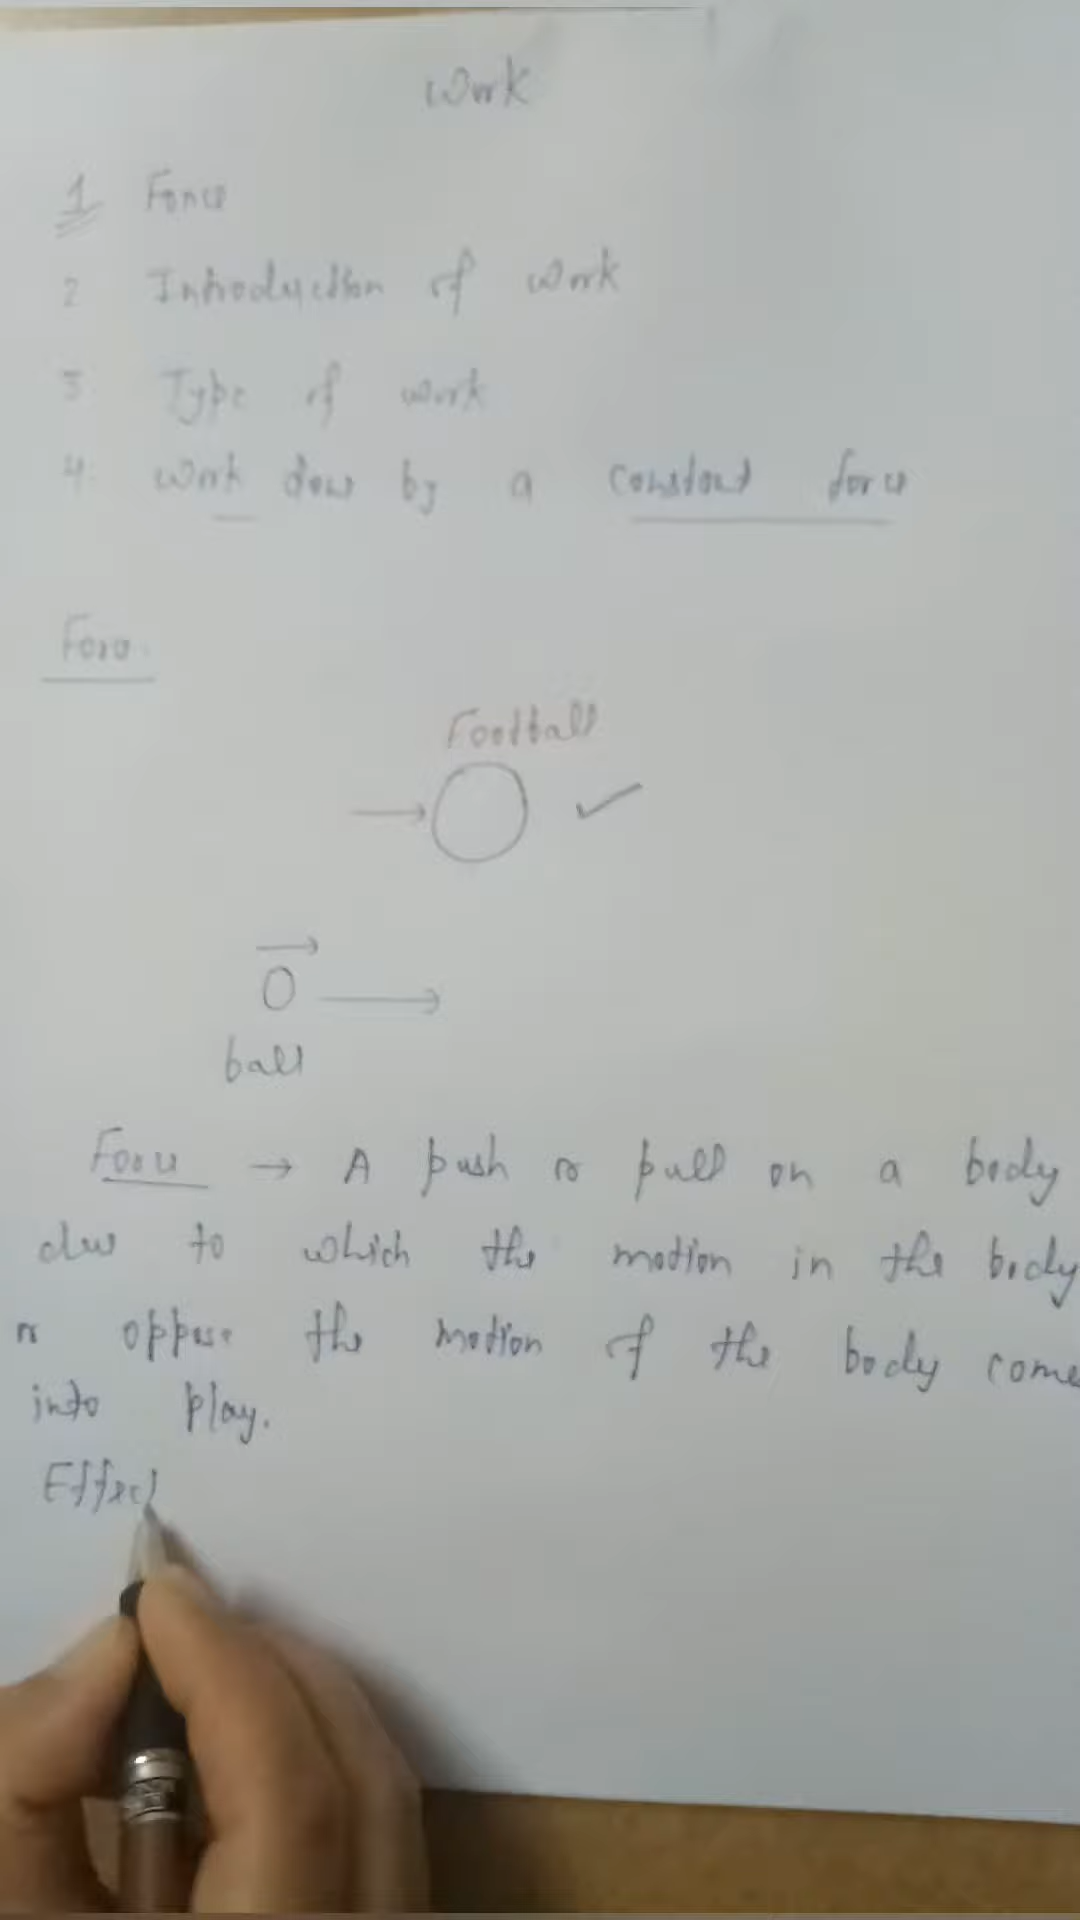 Work
1 Force
2 Introduction of work
3. Type of work
4. Work done by a constant force
Force.
Football
ball
Force → A push or pull on a body
due to which the motion in the body
or oppose the motion of the body comes
into play.
Effect